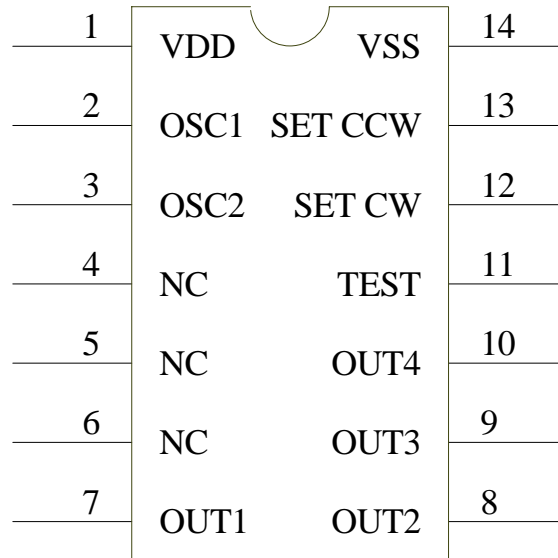 1 VDD VSS 14
2 OSC1 SET CCW 13
3 OSC2 SET CW 12
4 NC TEST 11
5 NC OUT4 10
6 NC OUT3 9
7 OUT1 OUT2 8